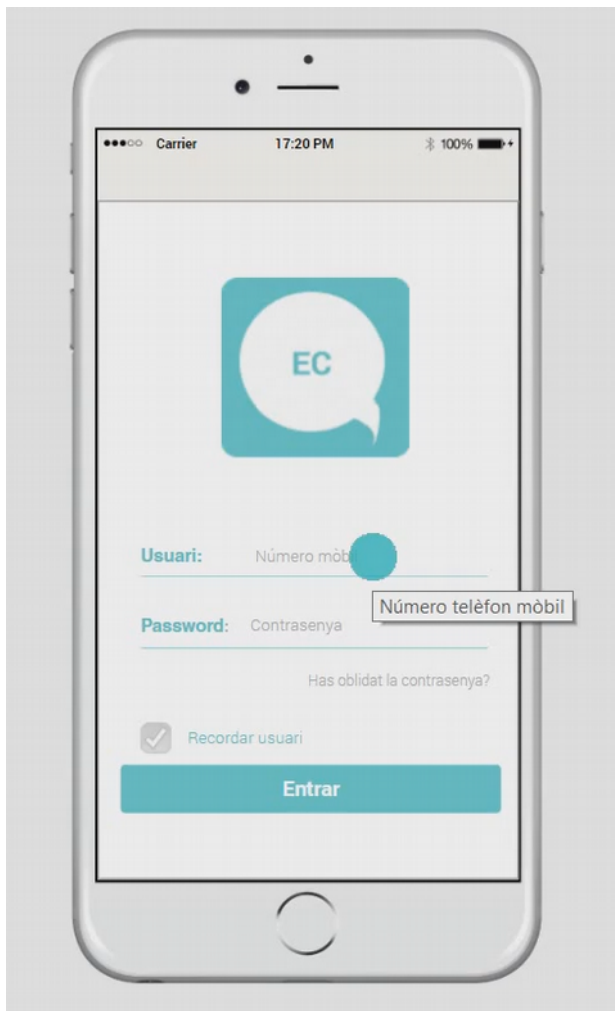 Carrier 17:20 PM 100%
EC
Usuari: Número mòbil
Número telèfon mòbil
Password: Contrasenya
Has oblidat la contrasenya?
Recordar usuari
Entrar